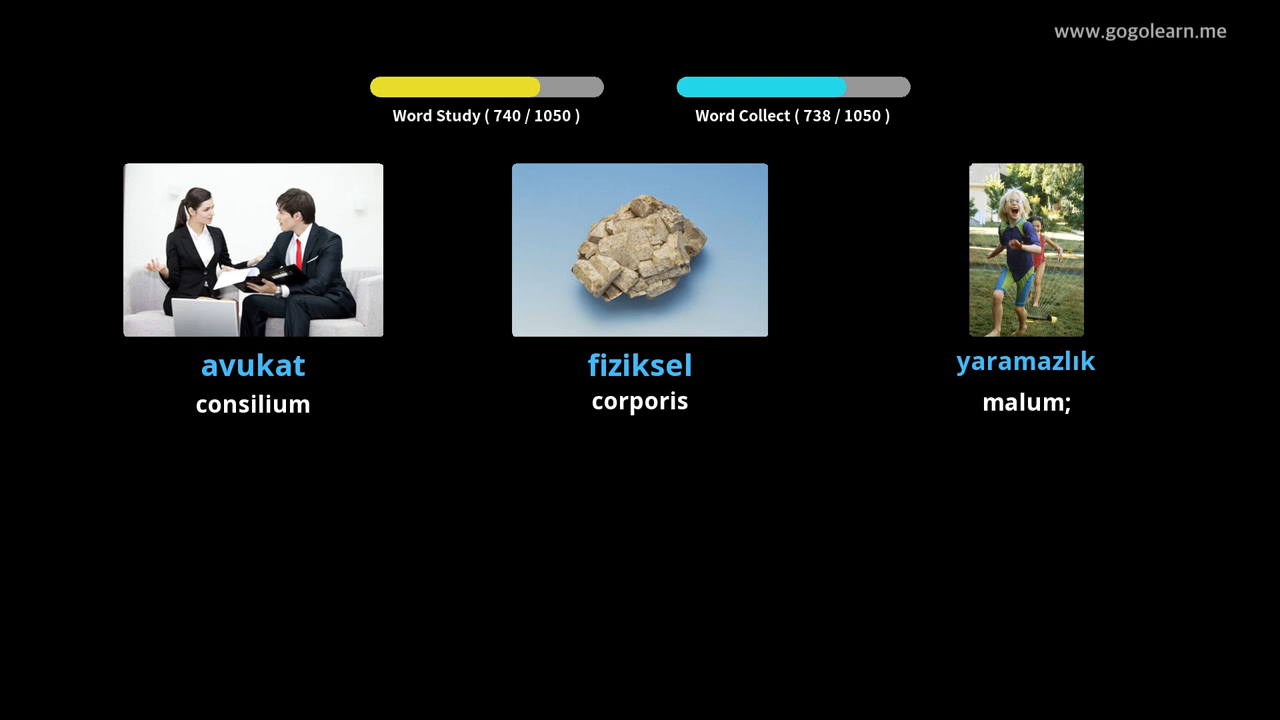 www.gogolearn.me
Word Study ( 740 / 1050 )
Word Collect ( 738 / 1050 )
avukat
consilium
fiziksel
corporis
yaramazlık
malum;